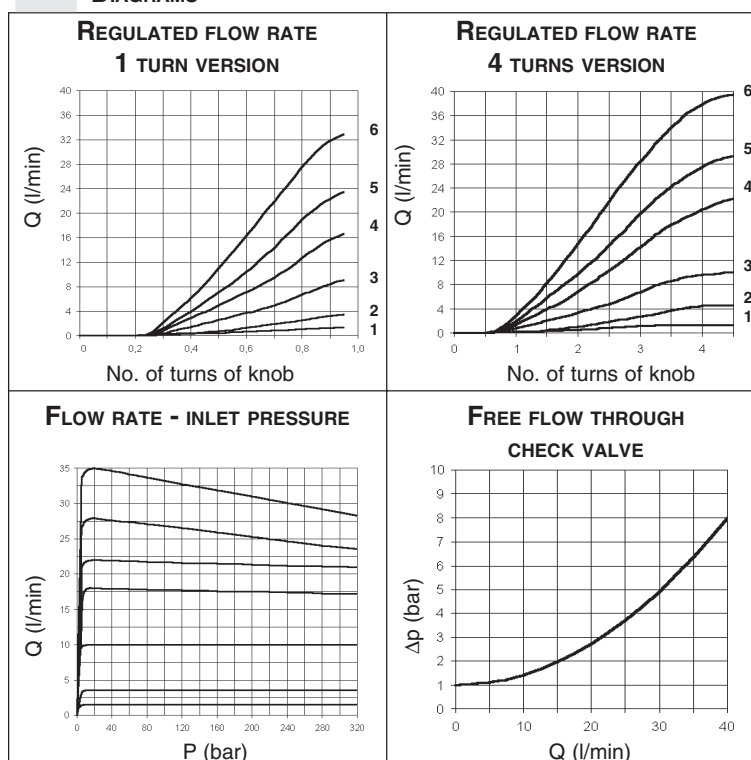 DIAGRAMS
REGULATED FLOW RATE
1 TURN VERSION
Q (l/min)
40
36
32
28
24
20
16
12
8
4
0
6
5
4
3
2
1
0 0,2 0,4 0,6 0,8 1,0
No. of turns of knob
REGULATED FLOW RATE
4 TURNS VERSION
Q (l/min)
40
36
32
28
24
20
16
12
8
4
0
6
5
4
3
2
1
0 1 2 3 4
No. of turns of knob
FLOW RATE - INLET PRESSURE
Q (l/min)
35
30
25
20
15
10
5
0
0 40 80 120 160 200 240 280 320
P (bar)
FREE FLOW THROUGH
CHECK VALVE
Δp (bar)
10
9
8
7
6
5
4
3
2
1
0
0 10 20 30 40
Q (l/min)